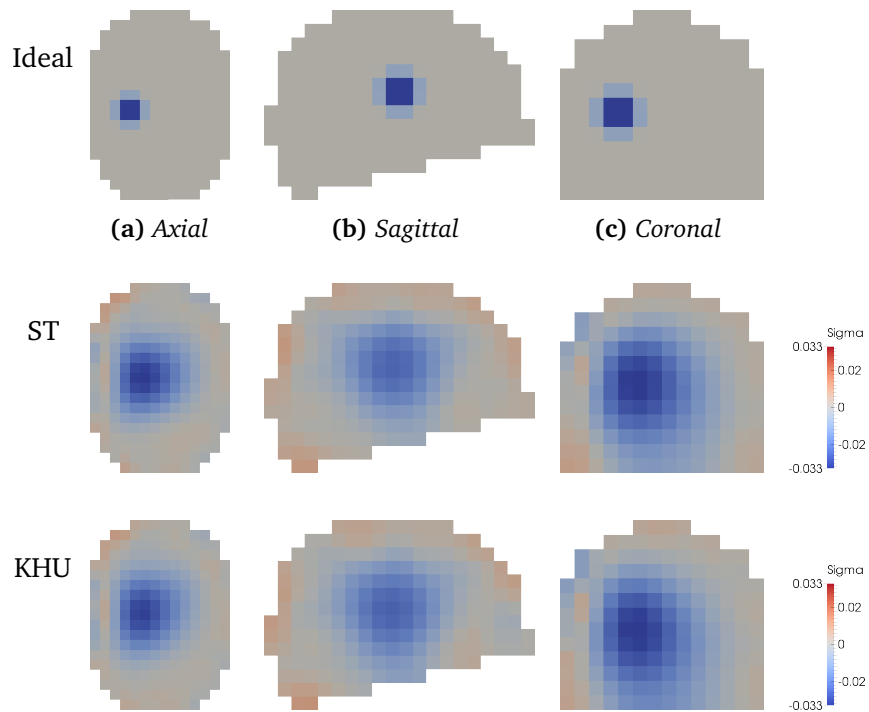 Ideal
(a) Axial (b) Sagittal (c) Coronal
ST
Sigma
0.033
0.02
0
-0.02
-0.033
KHU
Sigma
0.033
0.02
0
-0.02
-0.033